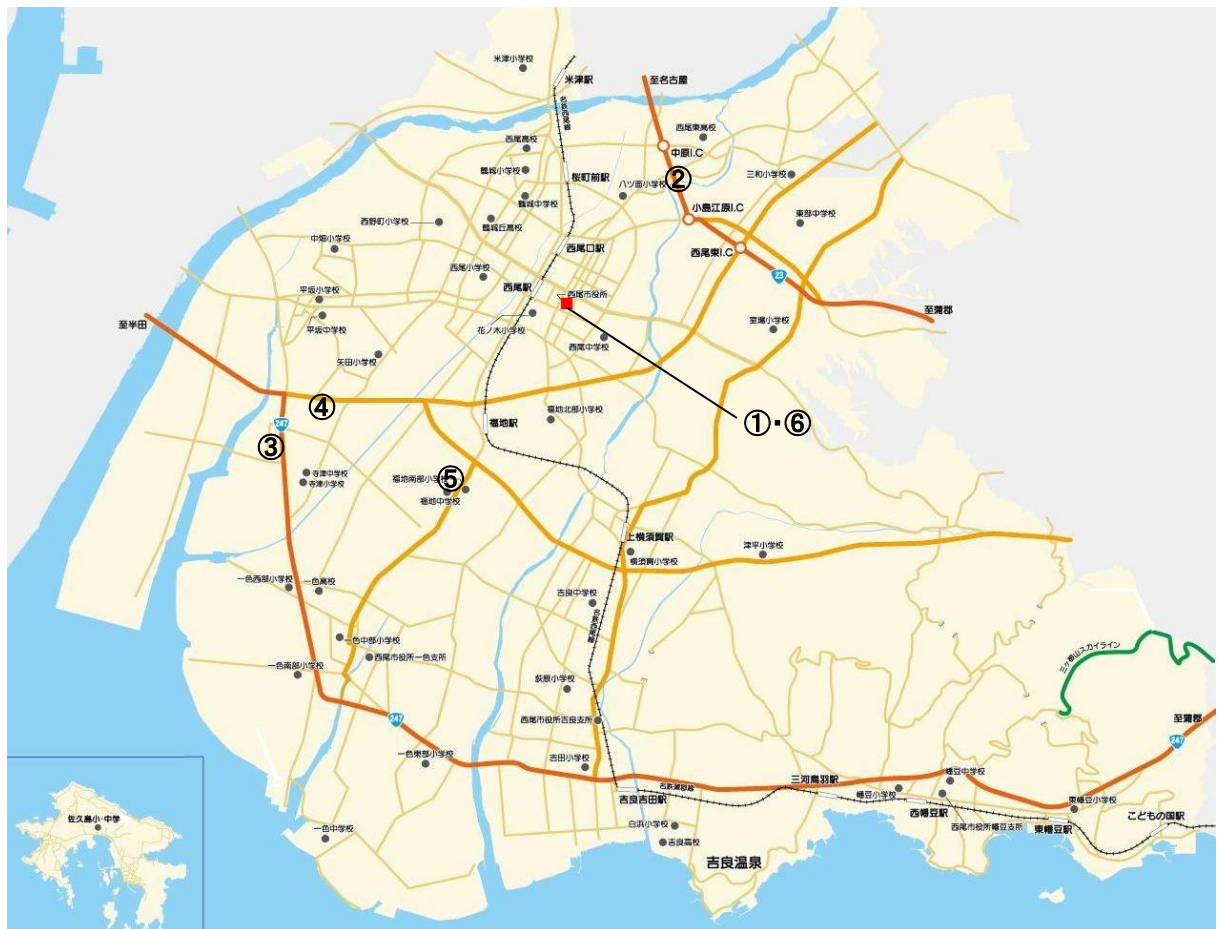 米津小学校
米津駅
至名古屋
名鉄西尾線
西尾東高校
西尾高校
中原I.C
鶴城小学校
桜町前駅
八ツ面小学校
②
三和小学校
鶴城中学校
西野町小学校
鶴城丘高校
小島江原I.C
東部中学校
中畑小学校
西尾口駅
西尾東I.C
西尾小学校
23
西尾駅
西尾市役所
平坂小学校
至蒲郡
至半田
平坂中学校
花ノ木小学校
室場小学校
西尾中学校
矢田小学校
④
福地北部小学校
福地駅
①・⑥
247
③
寺津中学校
寺津小学校
福地南部小学校
⑤
福地中学校
上横須賀駅
横須賀小学校
津平小学校
一色西部小学校
一色高校
吉良中学校
名鉄西尾線
一色中部小学校
西尾市役所一色支所
三ケ根山スカイライン
一色南部小学校
荻原小学校
247
西尾市役所吉良支所
至蒲郡
247
一色東部小学校
吉田小学校
三河鳥羽駅
幡豆中学校
名鉄蒲郡線
幡豆小学校
吉良吉田駅
西幡豆駅
東幡豆小学校
こどもの国駅
佐久島小・中学
一色中学校
白浜小学校
西尾市役所幡豆支所
東幡豆駅
吉良高校
吉良温泉